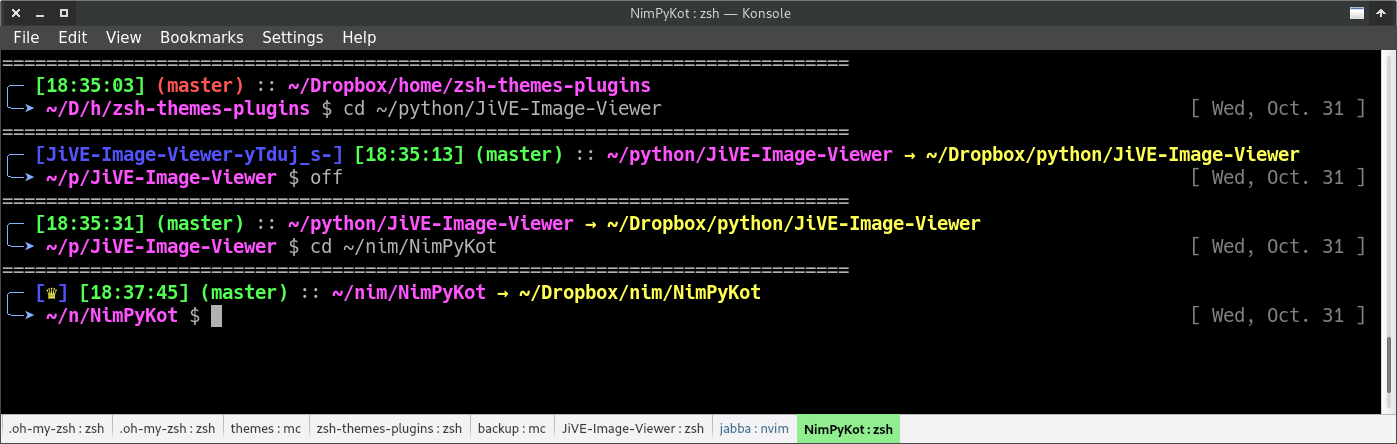 NimPyKot : zsh — Konsole
File Edit View Bookmarks Settings Help
=============================================================================
[18:35:03] (master) :: ~/Dropbox/home/zsh-themes-plugins
~/D/h/zsh-themes-plugins $ cd ~/python/JiVE-Image-Viewer [ Wed, Oct. 31 ]
=============================================================================
[JiVE-Image-Viewer-yTduj_s-] [18:35:13] (master) :: ~/python/JiVE-Image-Viewer → ~/Dropbox/python/JiVE-Image-Viewer
~/p/JiVE-Image-Viewer $ off [ Wed, Oct. 31 ]
=============================================================================
[18:35:31] (master) :: ~/python/JiVE-Image-Viewer → ~/Dropbox/python/JiVE-Image-Viewer
~/p/JiVE-Image-Viewer $ cd ~/nim/NimPyKot [ Wed, Oct. 31 ]
=============================================================================
[♛] [18:37:45] (master) :: ~/nim/NimPyKot → ~/Dropbox/nim/NimPyKot
~/n/NimPyKot $ [ Wed, Oct. 31 ]
.oh-my-zsh : zsh .oh-my-zsh : zsh themes : mc zsh-themes-plugins : zsh backup : mc JiVE-Image-Viewer : zsh jabba : nvim NimPyKot : zsh